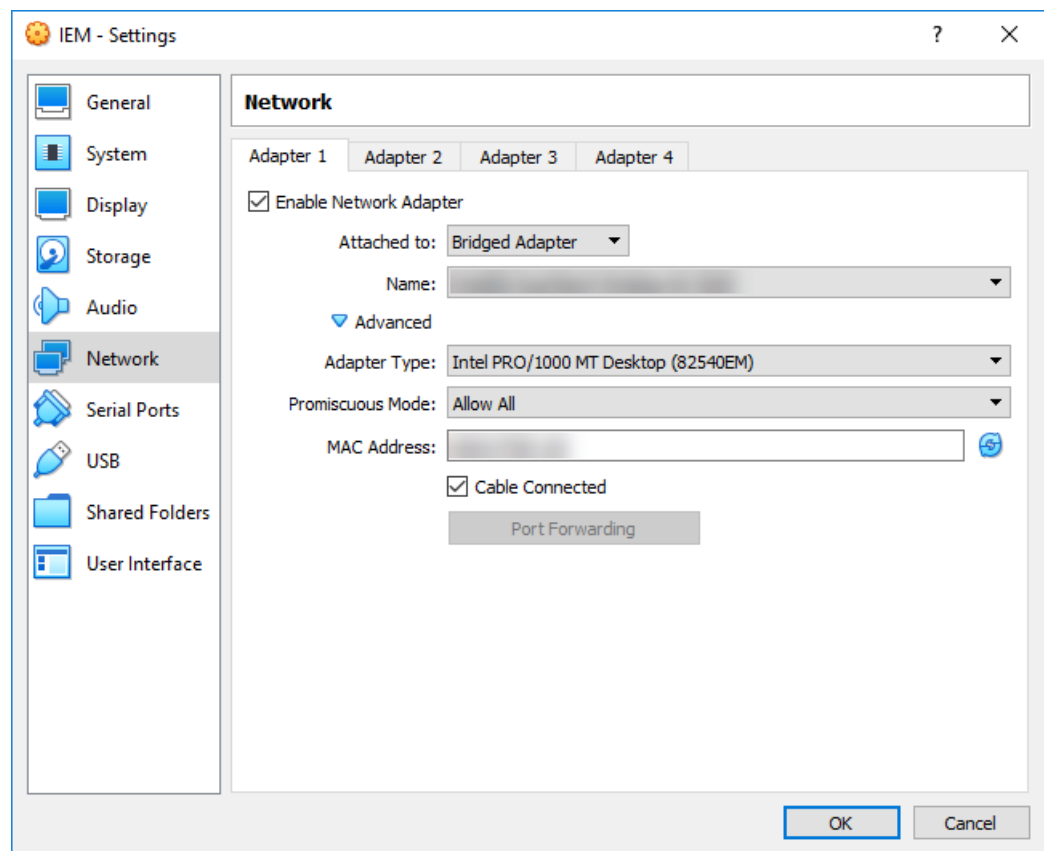 IEM - Settings
?
General
System
Display
Storage
Audio
Network
Serial Ports
USB
Shared Folders
User Interface
Network
Adapter 1 Adapter 2 Adapter 3 Adapter 4
Enable Network Adapter
Attached to: Bridged Adapter
Name:
Advanced
Adapter Type: Intel PRO/1000 MT Desktop (82540EM)
Promiscuous Mode: Allow All
MAC Address:
Cable Connected
Port Forwarding
OK Cancel